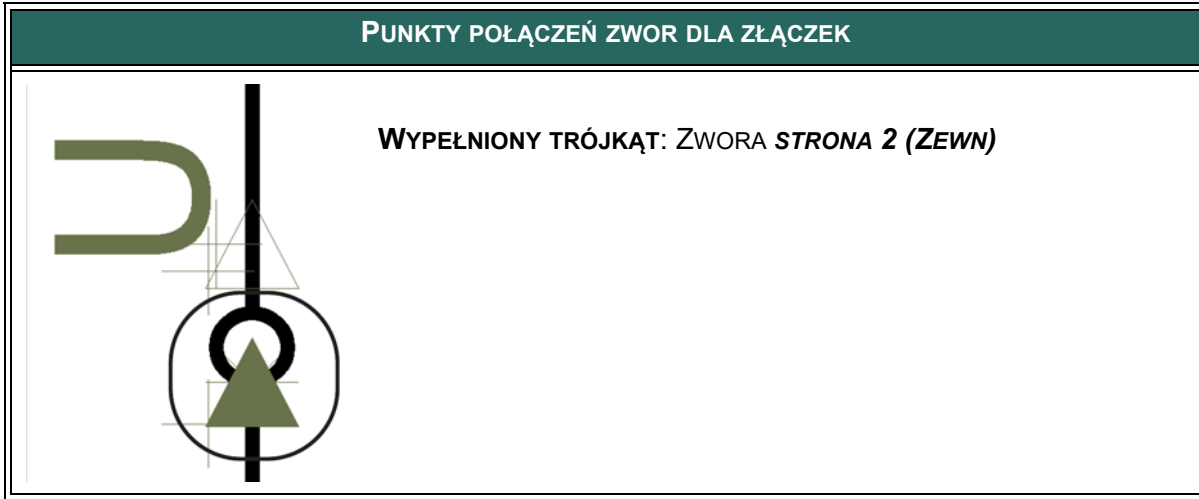 PUNKTY POŁĄCZEŃ ZWOR DLA ZŁĄCZEK
WYPEŁNIONY TRÓJKĄT: ZWORA STRONA 2 (ZEWN)